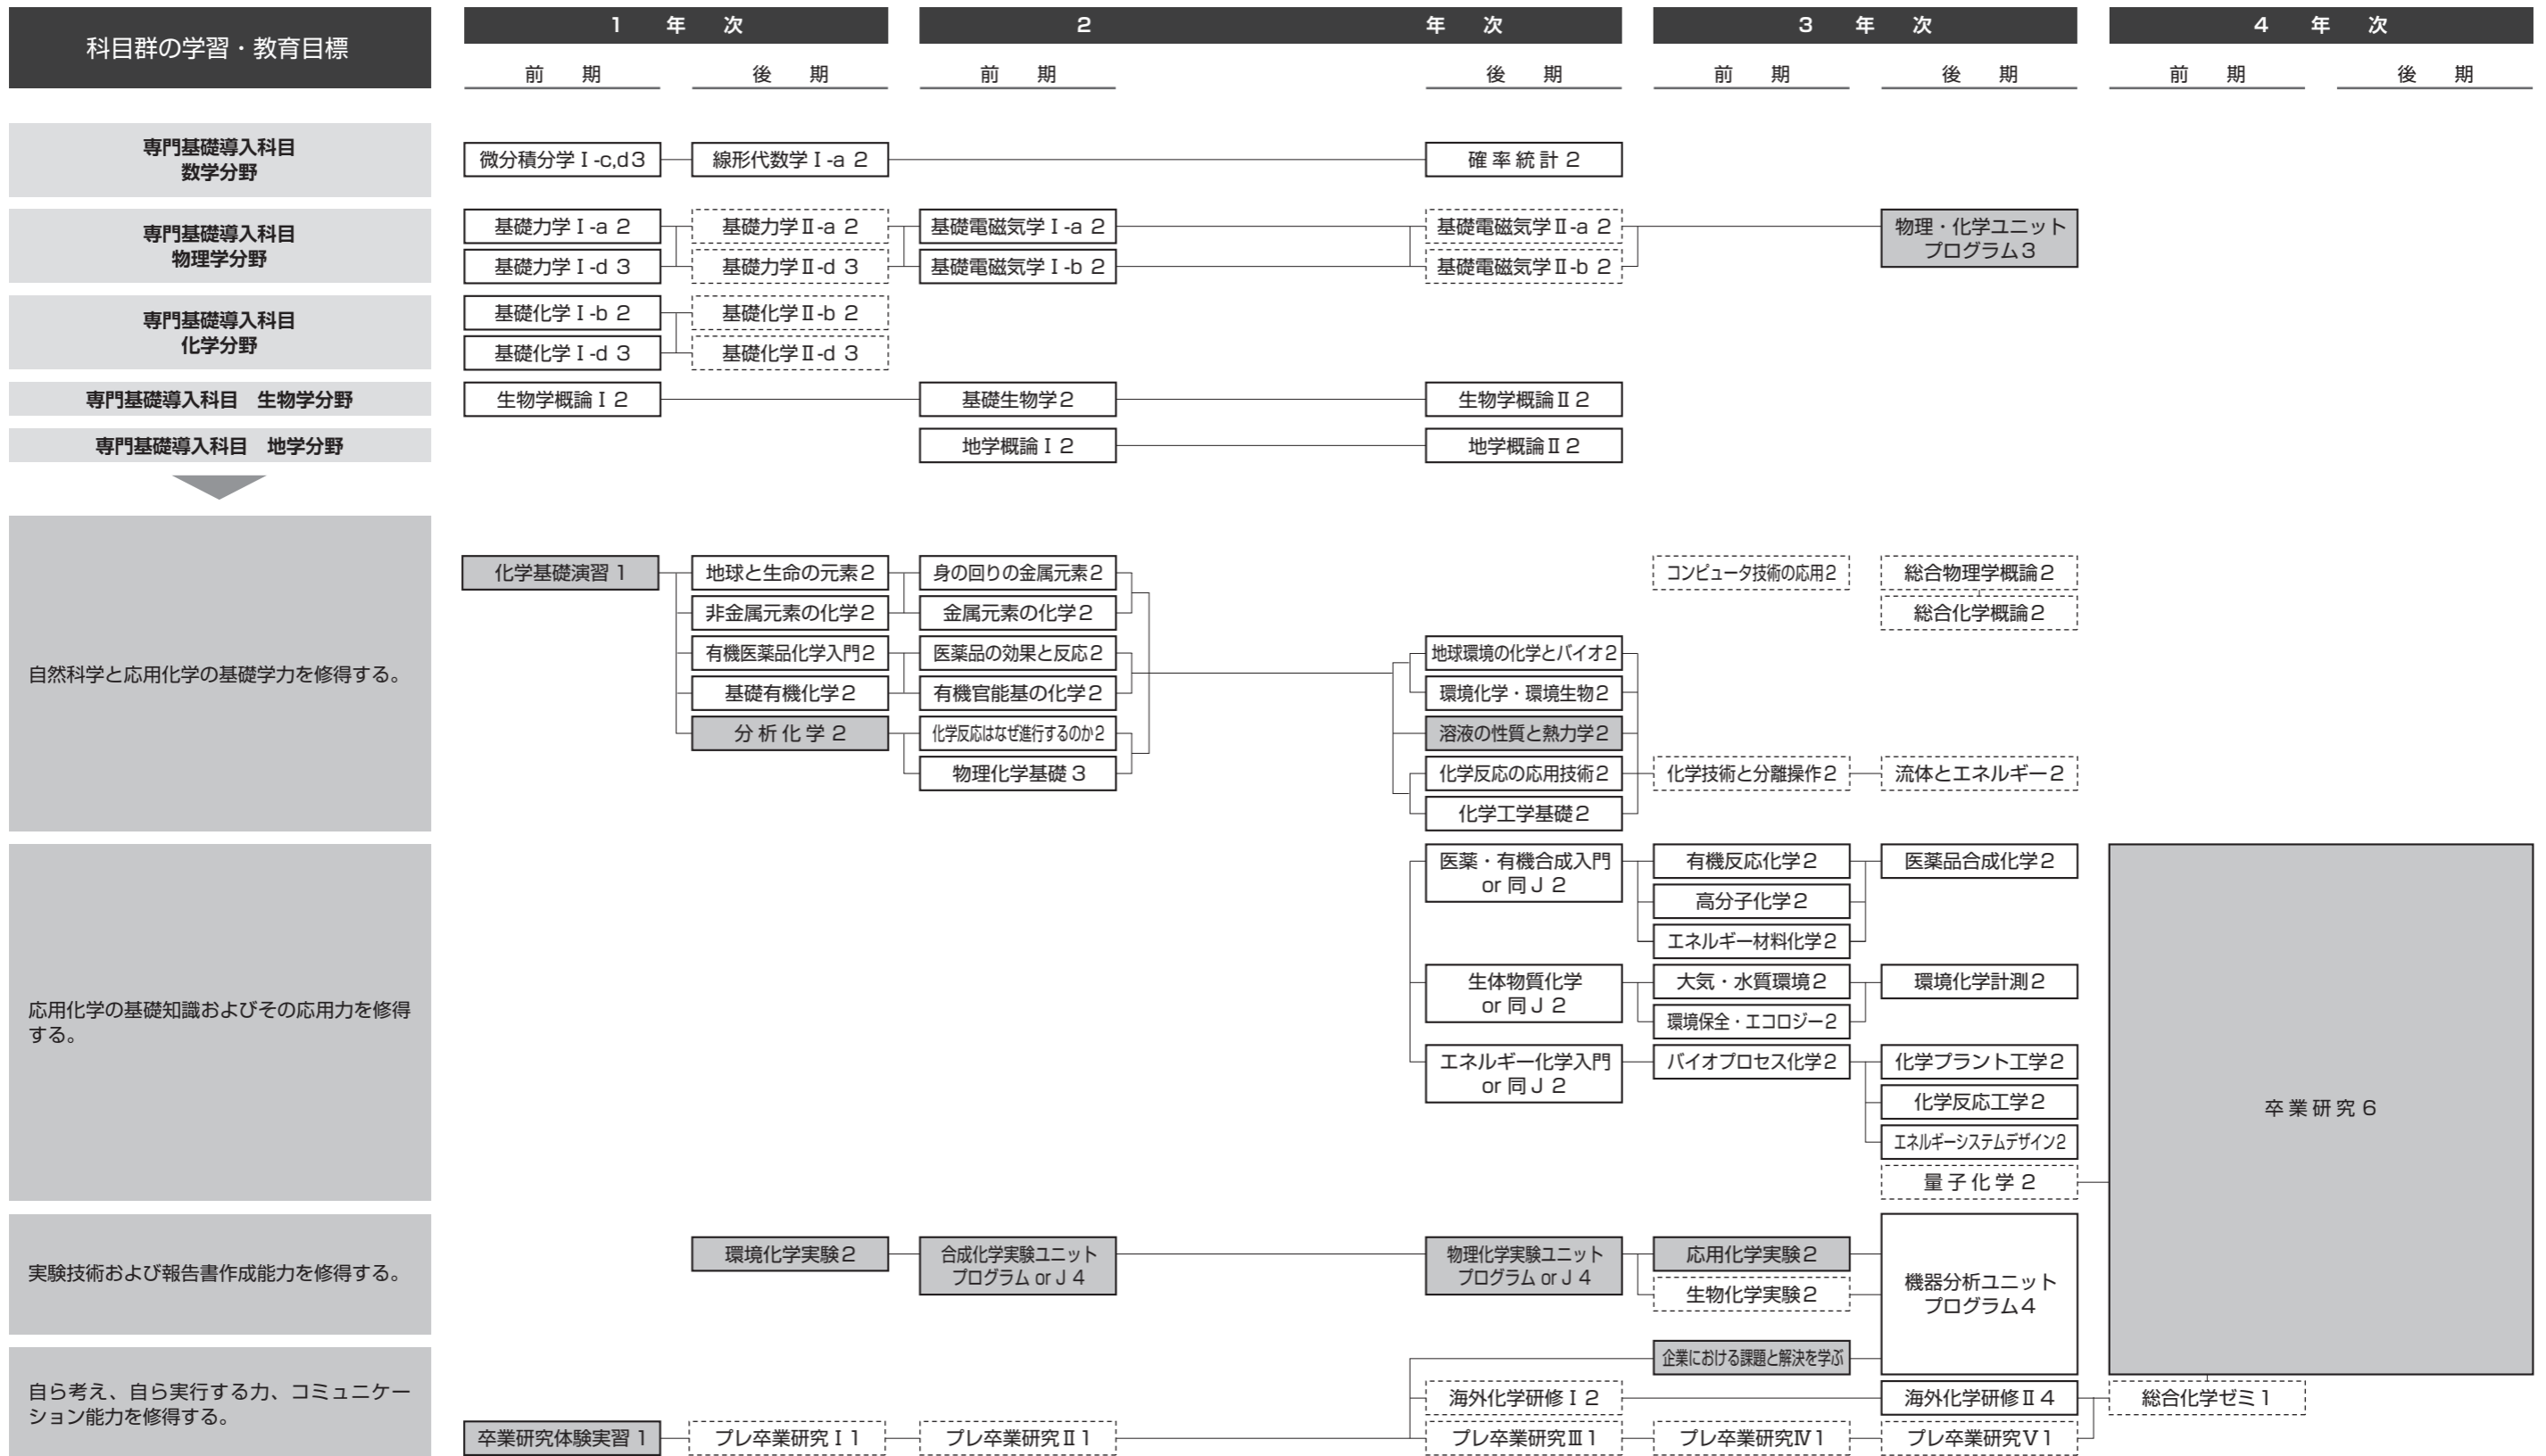 科目群の学習・教育目標
1 年 次
2 年 次
3 年 次
4 年 次
前 期
後 期
前 期
後 期
前 期
後 期
前 期
後 期
専門基礎導入科目
数学分野
微分積分学Ⅰ-c,d 3
線形代数学Ⅰ-a 2
確率統計 2
専門基礎導入科目
物理学分野
基礎力学Ⅰ-a 2
基礎力学Ⅱ-a 2
基礎電磁気学Ⅰ-a 2
基礎電磁気学Ⅱ-a 2
物理・化学ユニット
プログラム3
基礎力学Ⅰ-d 3
基礎力学Ⅱ-d 3
基礎電磁気学Ⅰ-b 2
基礎電磁気学Ⅱ-b 2
専門基礎導入科目
化学分野
基礎化学Ⅰ-b 2
基礎化学Ⅱ-b 2
基礎化学Ⅰ-d 3
基礎化学Ⅱ-d 3
専門基礎導入科目 生物学分野
生物学概論Ⅰ 2
基礎生物学2
生物学概論Ⅱ 2
専門基礎導入科目 地学分野
地学概論Ⅰ 2
地学概論Ⅱ 2
自然科学と応用化学の基礎学力を修得する。
化学基礎演習 1
地球と生命の元素2
身の回りの金属元素2
コンピュータ技術の応用2
総合物理学概論2
非金属元素の化学2
金属元素の化学2
総合化学概論2
有機医薬品化学入門2
医薬品の効果と反応2
地球環境の化学とバイオ2
基礎有機化学2
有機官能基の化学2
環境化学・環境生物2
分析化学 2
化学反応はなぜ進行するのか2
溶液の性質と熱力学2
物理化学基礎 3
化学反応の応用技術2
化学技術と分離操作2
流体とエネルギー2
化学工学基礎2
応用化学の基礎知識およびその応用力を修得
する。
医薬・有機合成入門
or 同J 2
有機反応化学2
医薬品合成化学2
高分子化学2
エネルギー材料化学2
生体物質化学
or 同J 2
大気・水質環境2
環境化学計測2
環境保全・エコロジー2
エネルギー化学入門
or 同J 2
バイオプロセス化学2
化学プラント工学2
化学反応工学2
エネルギーシステムデザイン2
量子化学 2
卒業研究 6
実験技術および報告書作成能力を修得する。
環境化学実験2
合成化学実験ユニット
プログラム or J 4
物理化学実験ユニット
プログラム or J 4
応用化学実験2
生物化学実験2
機器分析ユニット
プログラム4
自ら考え、自ら実行する力、コミュニケー
ション能力を修得する。
企業における課題と解決を学ぶ
海外化学研修Ⅰ 2
海外化学研修Ⅱ 4
総合化学ゼミ 1
卒業研究体験実習 1
プレ卒業研究Ⅰ 1
プレ卒業研究Ⅱ 1
プレ卒業研究Ⅲ 1
プレ卒業研究Ⅳ 1
プレ卒業研究Ⅴ 1